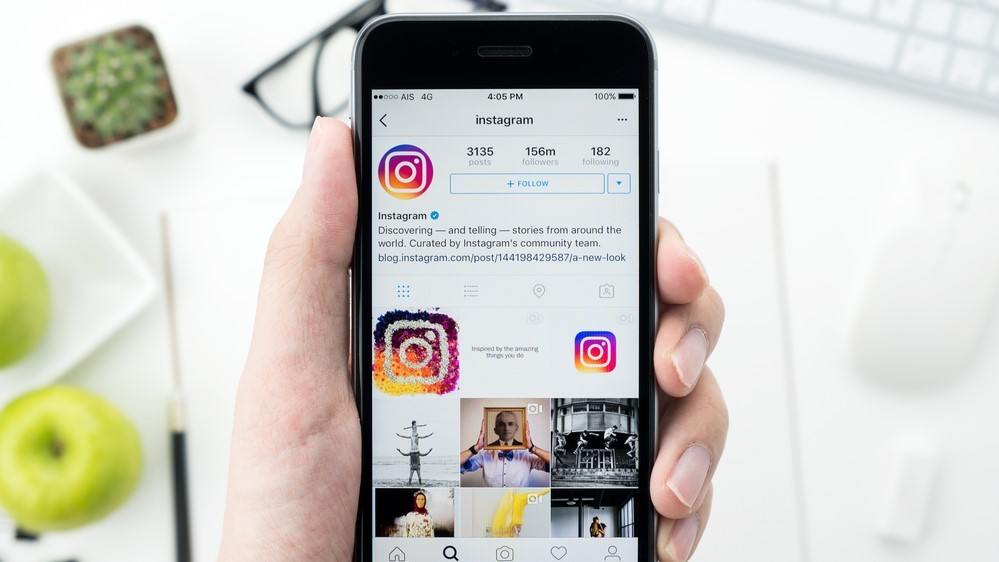 ●●○○○ AIS 4G 4:05 PM 100%
instagram
3135 156m 182
posts followers following
+ FOLLOW
Instagram
Discovering — and telling — stories from around the
world. Curated by Instagram's community team.
blog.instagram.com/post/144198429587/a-new-look
Inspired by the amazing
things you do